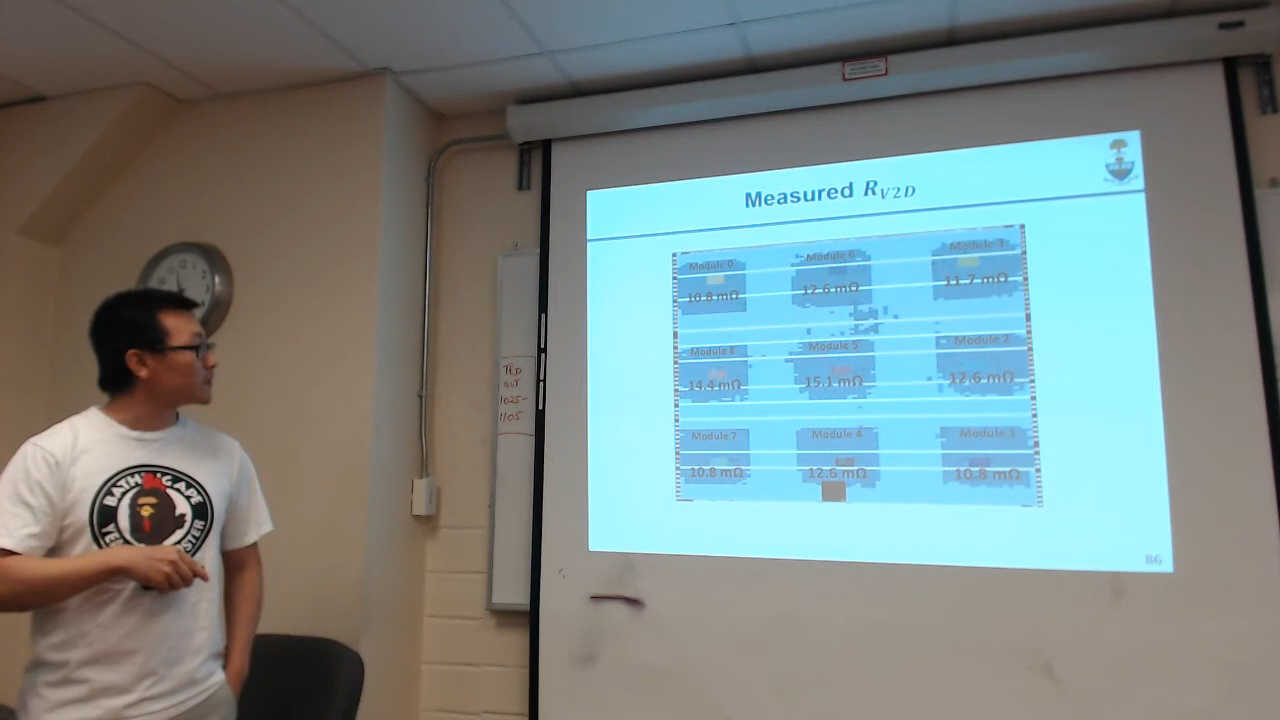 Measured R_V2D
Module 0
10.8 mΩ
Module 6
12.6 mΩ
Module 3
11.7 mΩ
Module 8
14.4 mΩ
Module 5
15.1 mΩ
Module 2
12.6 mΩ
Module 7
10.8 mΩ
Module 4
12.6 mΩ
Module 1
10.8 mΩ
86
1025-
1105
BATHING APE